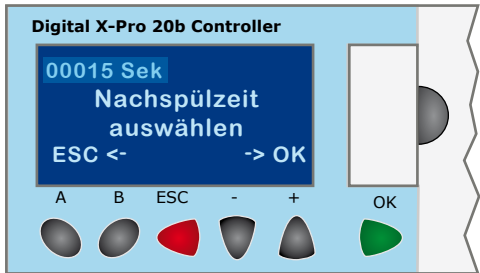 Digital X-Pro 20b Controller
00015 Sek
Nachspülzeit
auswählen
ESC <- -> OK
A B ESC - + OK